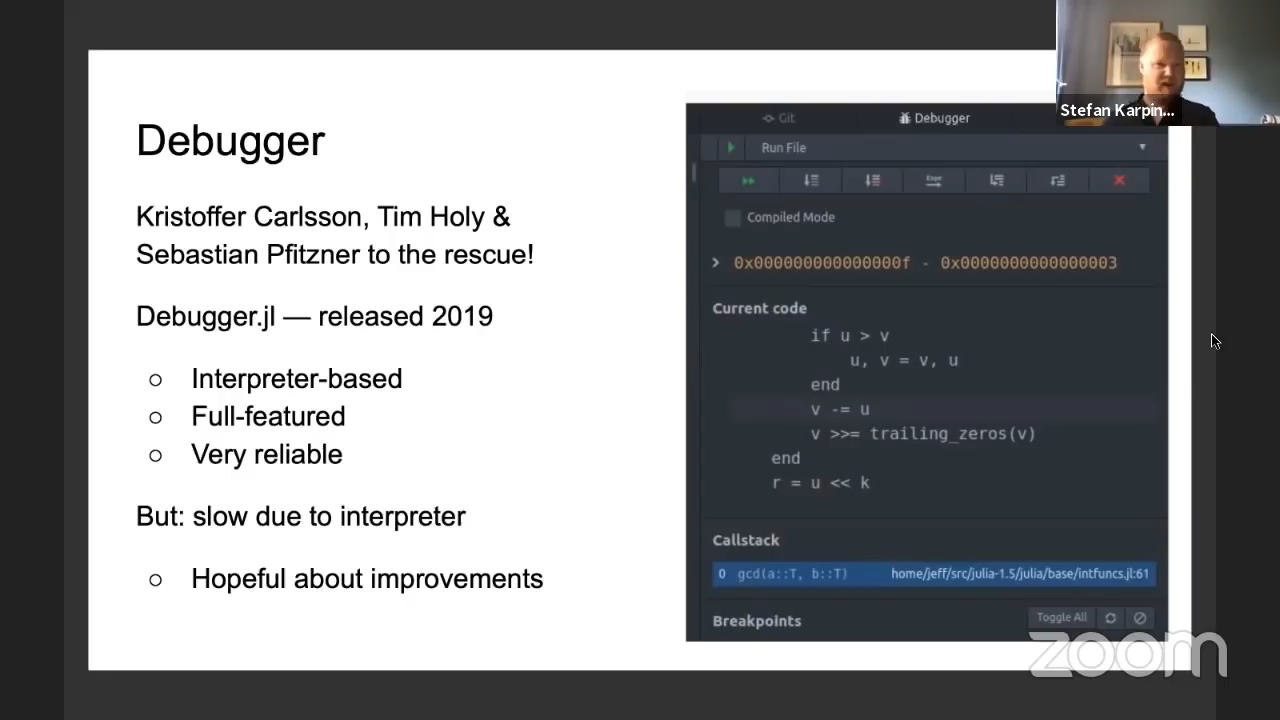 Stefan Karpin...
Debugger
Kristoffer Carlsson, Tim Holy &
Sebastian Pfitzner to the rescue!
Debugger.jl — released 2019
○ Interpreter-based
○ Full-featured
○ Very reliable
But: slow due to interpreter
○ Hopeful about improvements
Git
Debugger
Run File
Expr
Compiled Mode
> 0x000000000000000f - 0x0000000000000003
Current code
if u > v
u, v = v, u
end
v -= u
v >>= trailing_zeros(v)
end
r = u << k
Callstack
0 gcd(a::T, b::T) home/jeff/src/julia-1.5/julia/base/intfuncs.jl:61
Breakpoints
Toggle All
zoom